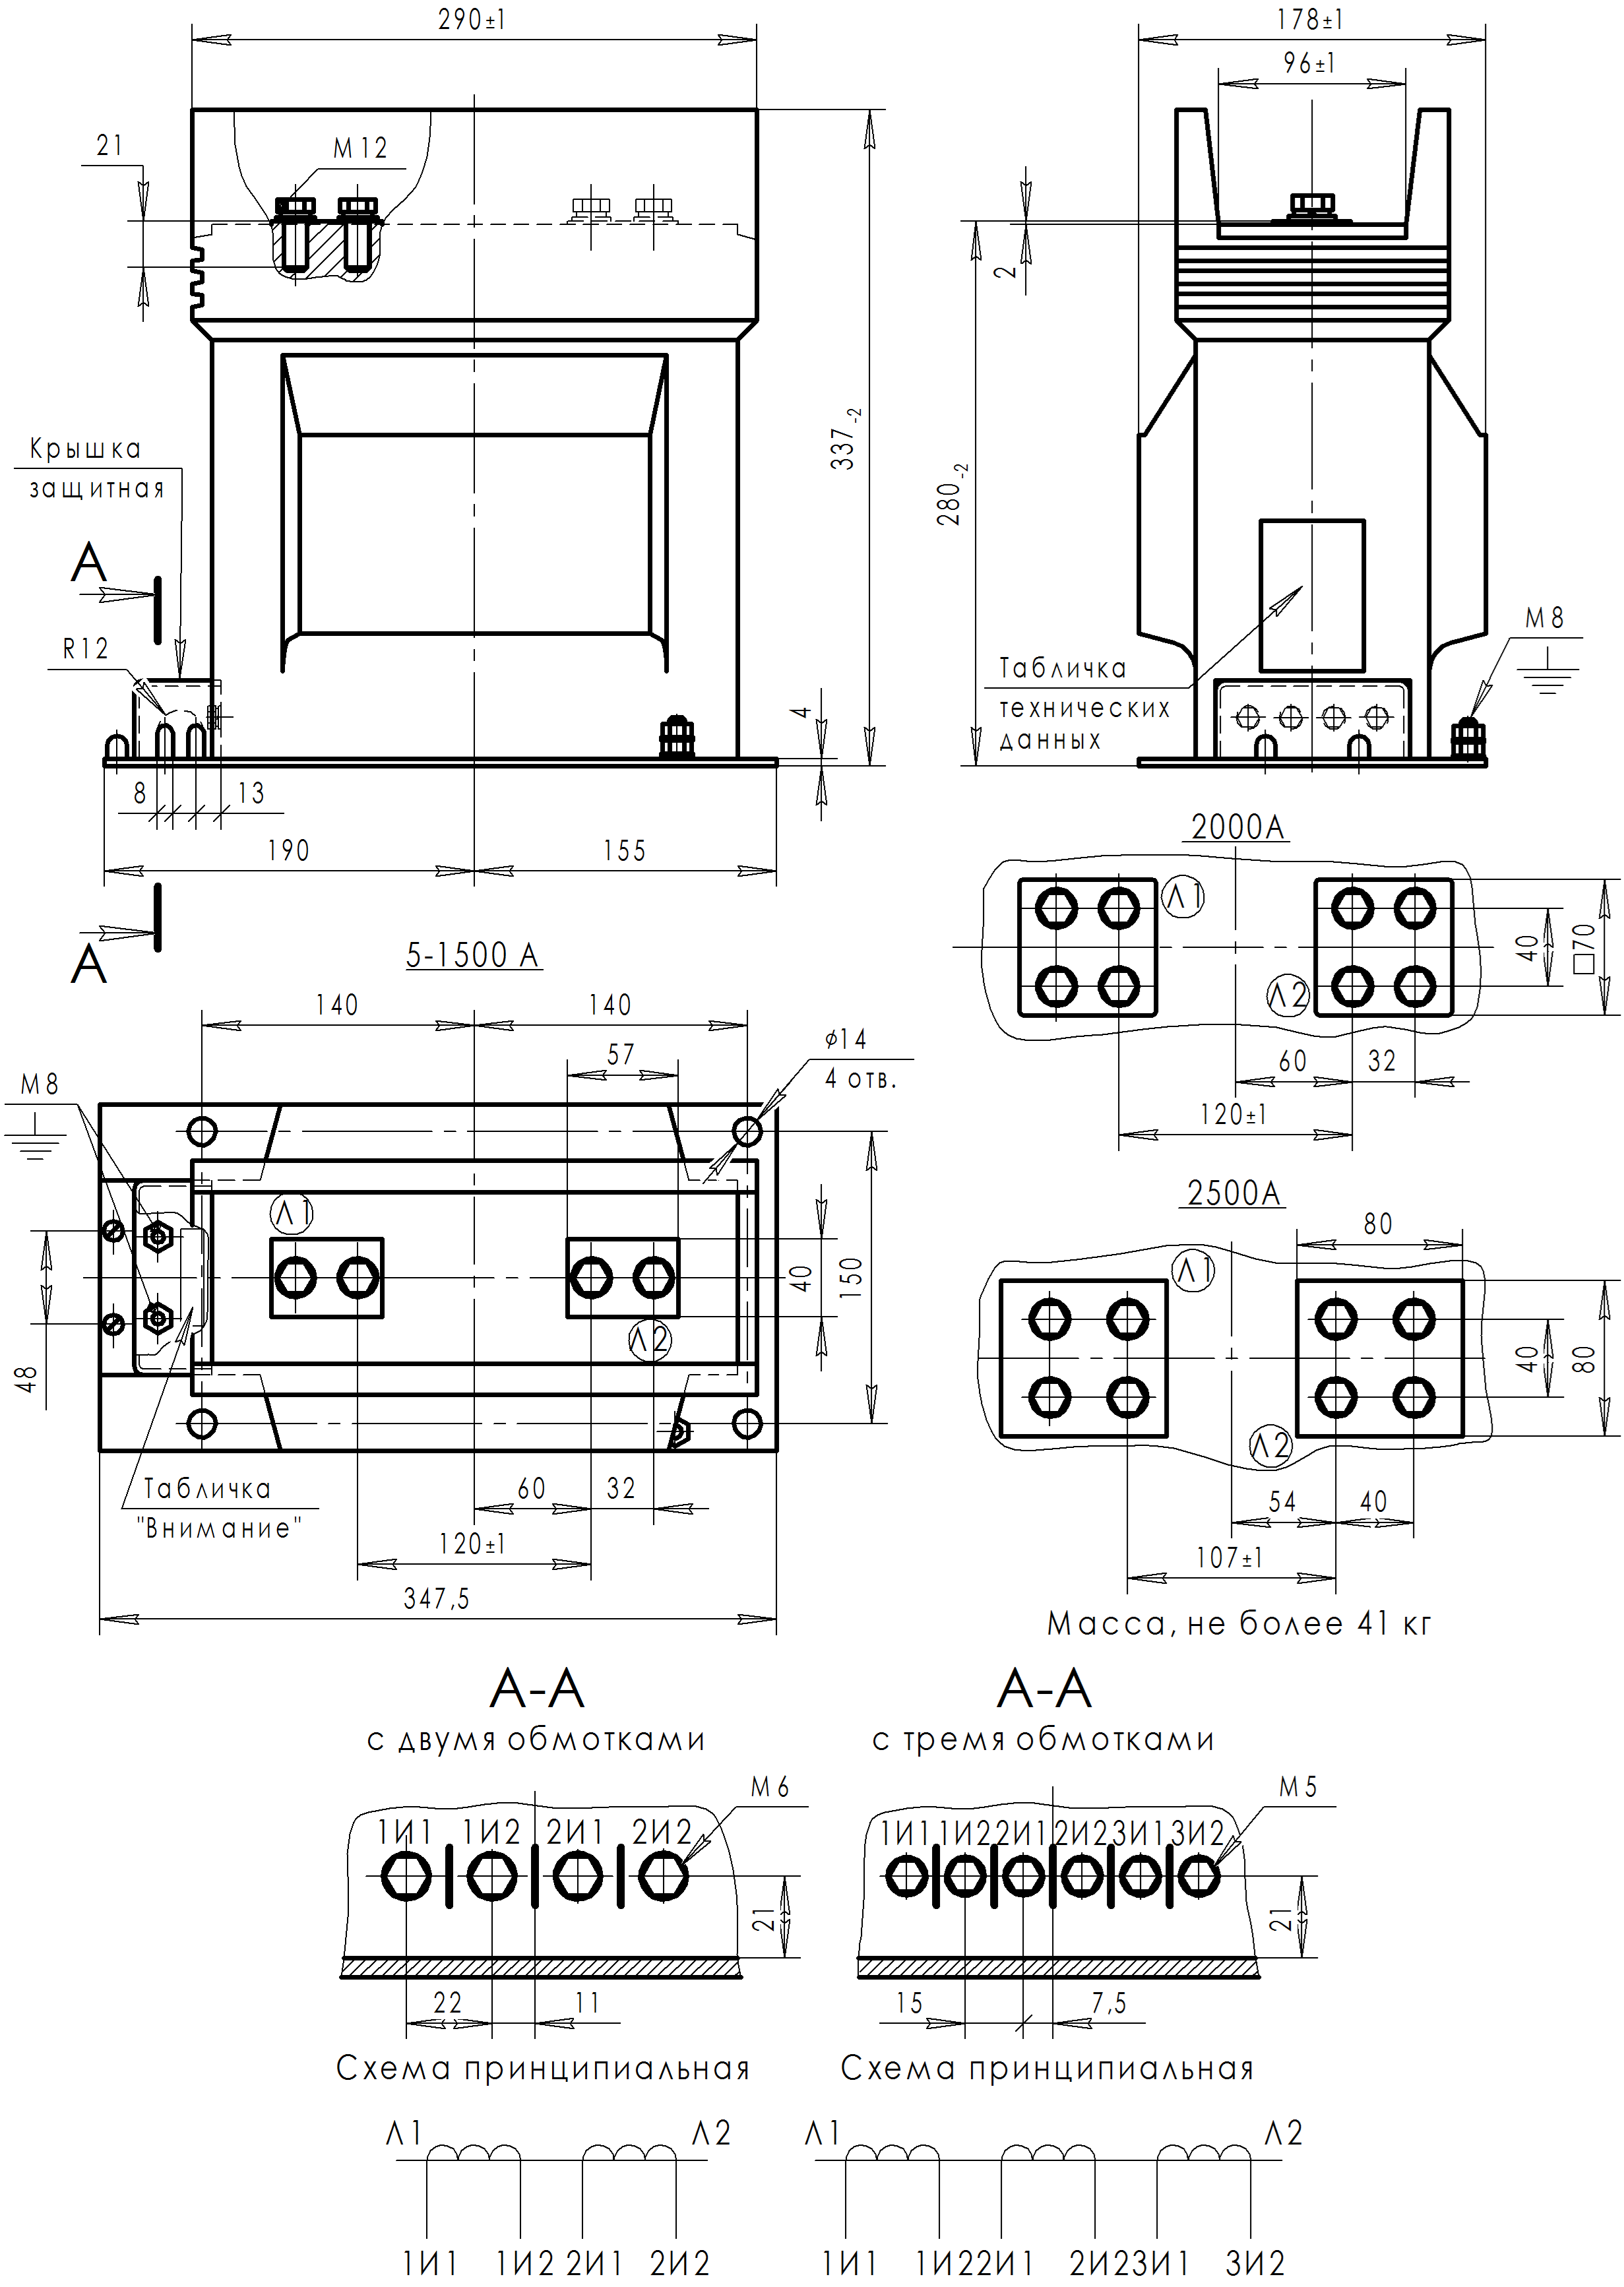 290±1
178±1
96±1
21
М12
2
337-2
280-2
Крышка
защитная
А
R12
М8
Табличка
технических
данных
4
8
13
190
155
А
2000А
Л1
Л2
40
□70
60
32
120±1
5-1500 А
140
140
57
ø14
4 отв.
М8
Л1
Л2
40
150
48
Табличка
"Внимание"
60
32
120±1
347,5
2500А
80
Л1
Л2
40
80
54
40
107±1
Масса, не более 41 кг
А-А
с двумя обмотками
М6
1И1 1И2 2И1 2И2
21
22
11
Схема принципиальная
Л1
Л2
1И1 1И2 2И1 2И2
А-А
с тремя обмотками
М5
1И1 1И2 2И1 2И2 3И1 3И2
21
15
7,5
Схема принципиальная
Л1
Л2
1И1 1И2 2И1 2И2 3И1 3И2